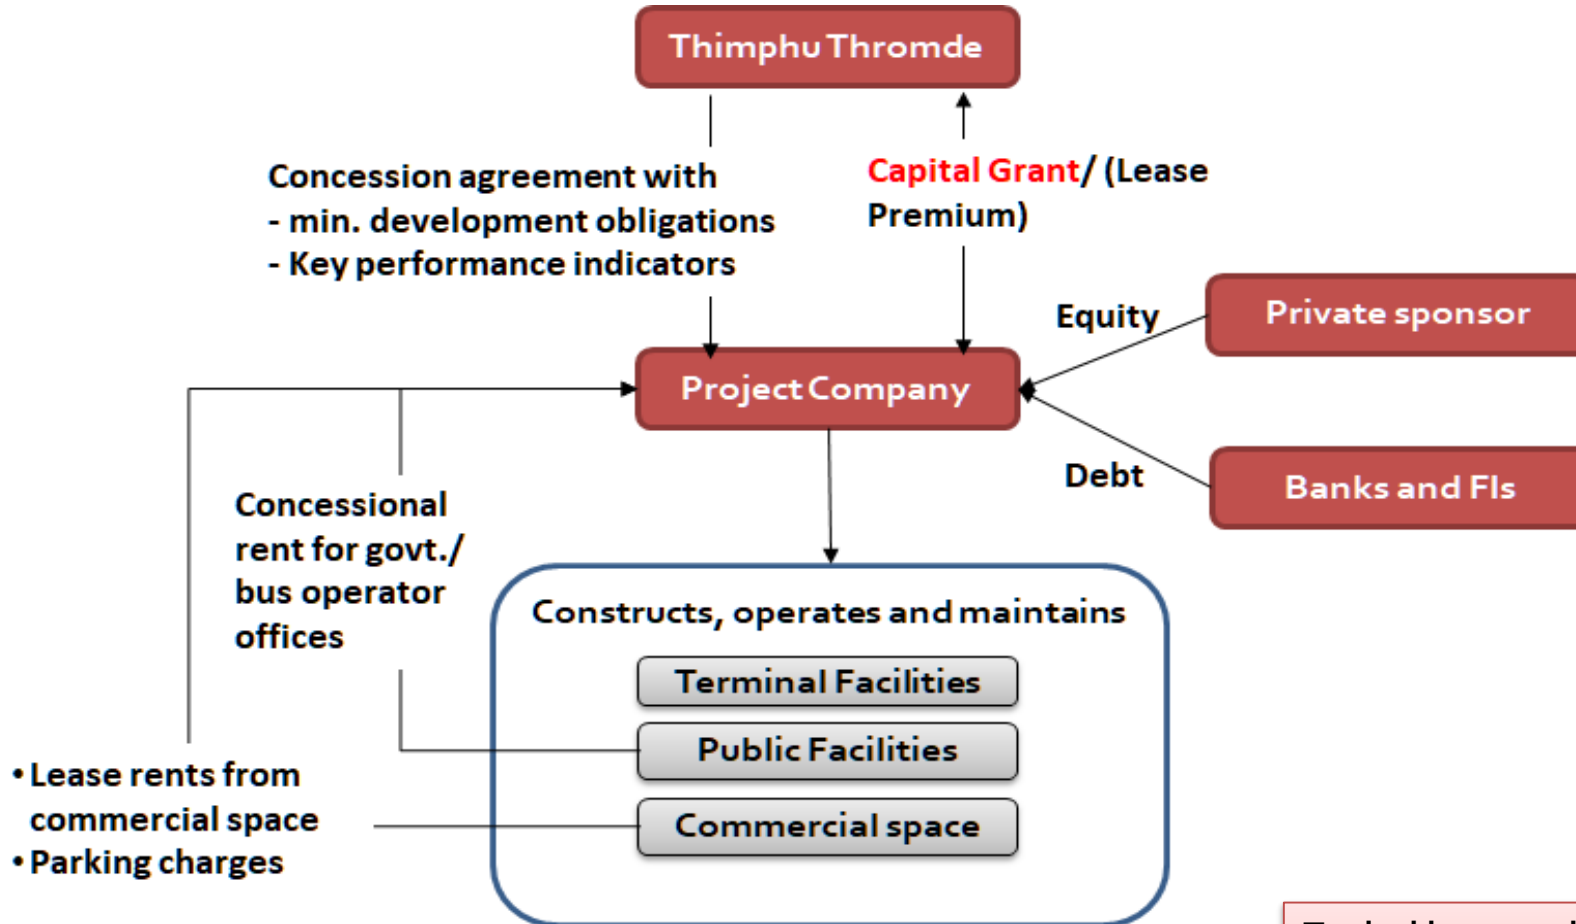 Thimphu Thromde
Concession agreement with
- min. development obligations
- Key performance indicators
Capital Grant/ (Lease
Premium)
Equity
Private sponsor
Project Company
Debt
Banks and FIs
Concessional
rent for govt./
bus operator
offices
Constructs, operates and maintains
Terminal Facilities
Public Facilities
Commercial space
• Lease rents from
commercial space
• Parking charges